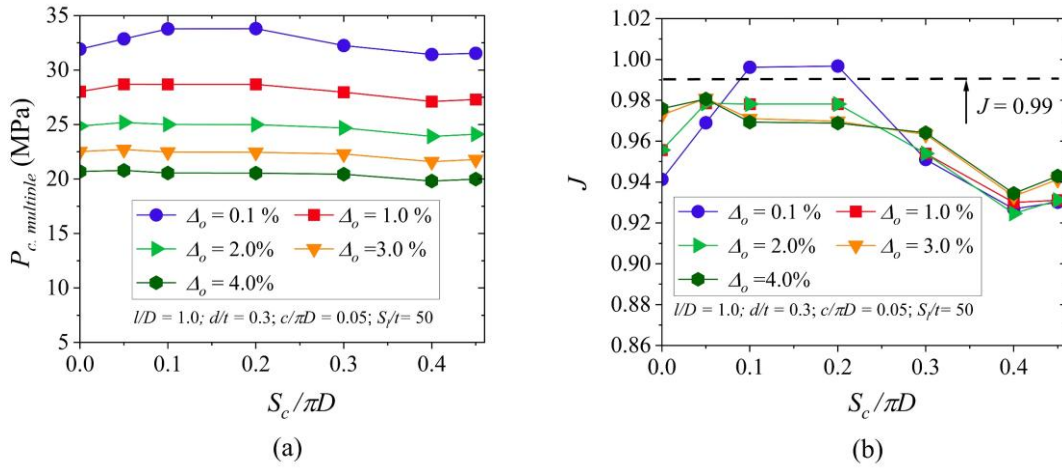 35
30
25
20
15
10
5
P c. multiple (MPa)
Δo = 0.1 % Δo = 1.0 %
Δo = 2.0% Δo =3.0 %
Δo = 4.0%
l/D = 1.0; d/t = 0.3; c/πD = 0.05; Sl/t= 50
0.0 0.1 0.2 0.3 0.4
Sc/πD
(a)
1.02
1.00
0.98
0.96
0.94
0.92
0.90
0.88
0.86
J
J = 0.99
Δo = 0.1 % Δo = 1.0 %
Δo = 2.0% Δo = 3.0 %
Δo =4.0%
l/D = 1.0; d/t = 0.3; c/πD = 0.05; Sl/t= 50
0.0 0.1 0.2 0.3 0.4
Sc/πD
(b)